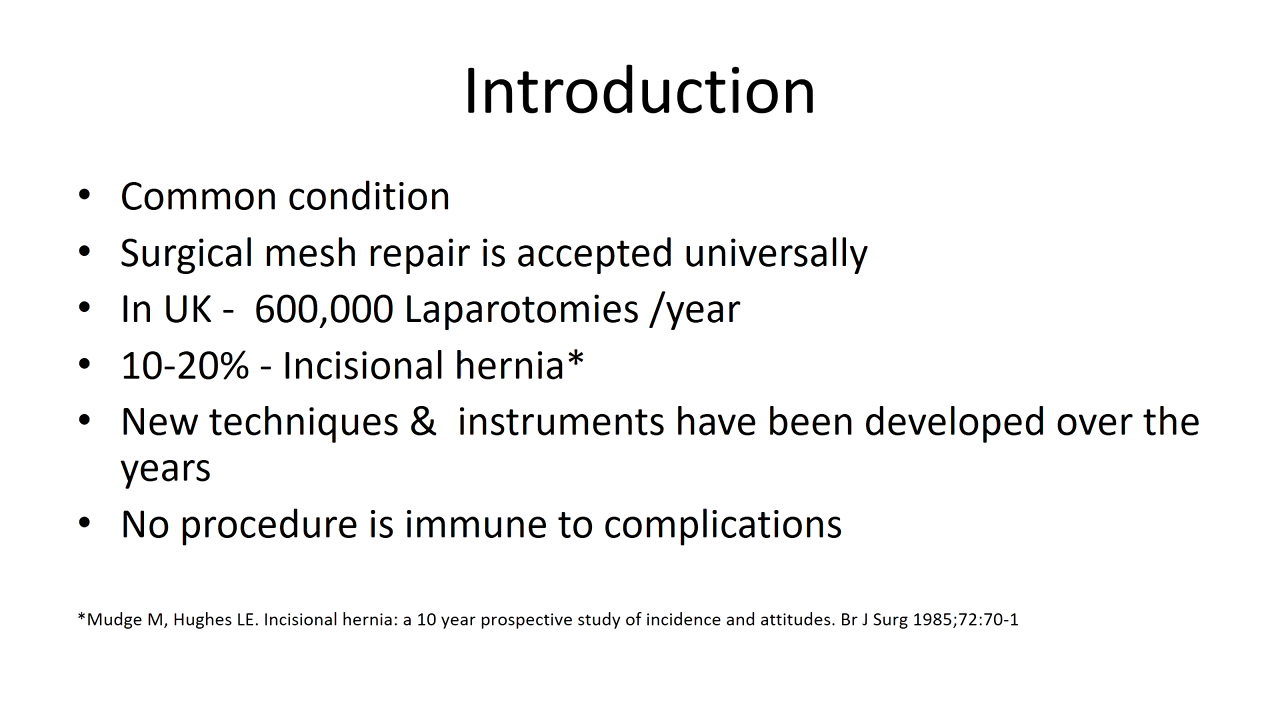 Introduction
• Common condition
• Surgical mesh repair is accepted universally
• In UK -  600,000 Laparotomies /year
• 10-20% - Incisional hernia*
• New techniques &  instruments have been developed over the
years
• No procedure is immune to complications
*Mudge M, Hughes LE. Incisional hernia: a 10 year prospective study of incidence and attitudes. Br J Surg 1985;72:70-1